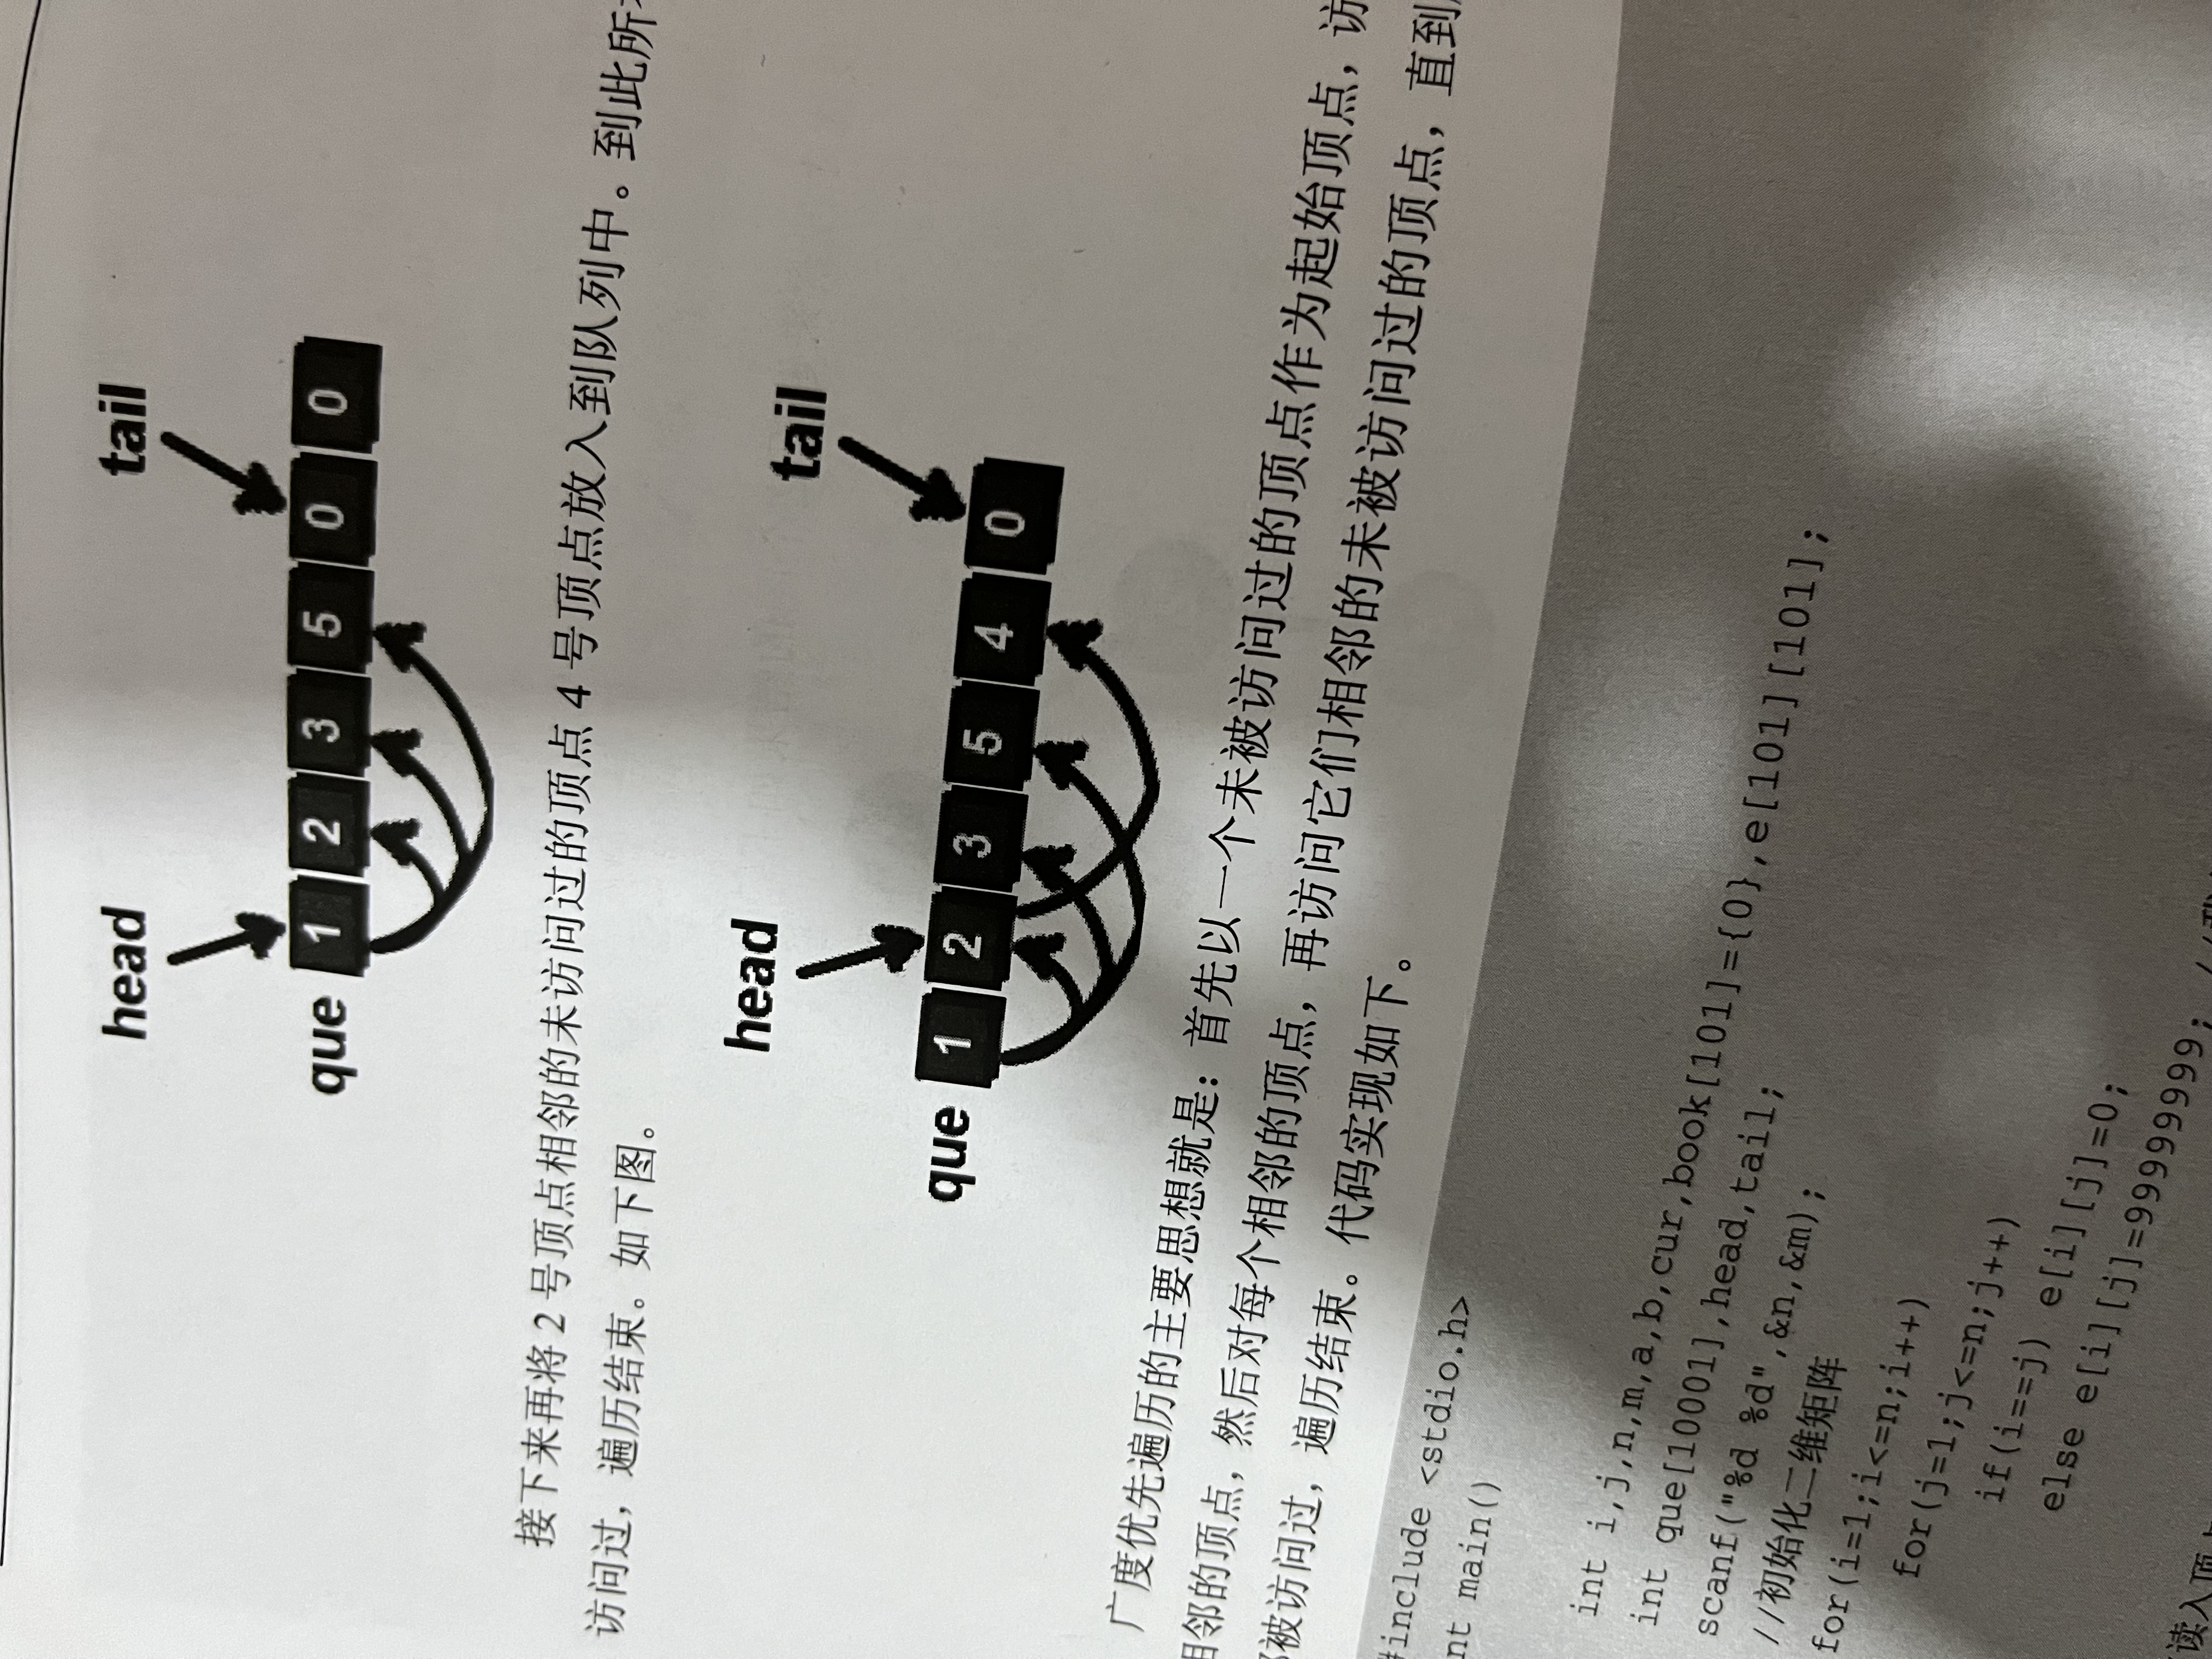 head tail
que 1 2 3 5 0 0
接下来再将 2 号顶点相邻的未访问过的顶点 4 号顶点放入到队列中。到此所
访问过，遍历结束。如下图。
head tail
que 1 2 3 5 4 0
广度优先遍历的主要思想就是：首先以一个未被访问过的顶点作为起始顶点，访
相邻的顶点，然后对每个相邻的顶点，再访问它们相邻的未被访问过的顶点，直到
被访问过，遍历结束。代码实现如下。
#include <stdio.h>
nt main()
int i,j,n,m,a,b,cur,book[101]={0},e[101][101];
int que[10001],head,tail;
scanf("%d %d",&n,&m);
//初始化二维矩阵
for(i=1;i<=n;i++)
for(j=1;j<=n;j++)
if(i==j) e[i][j]=0;
else e[i][j]=99999999; //我
读入顶点